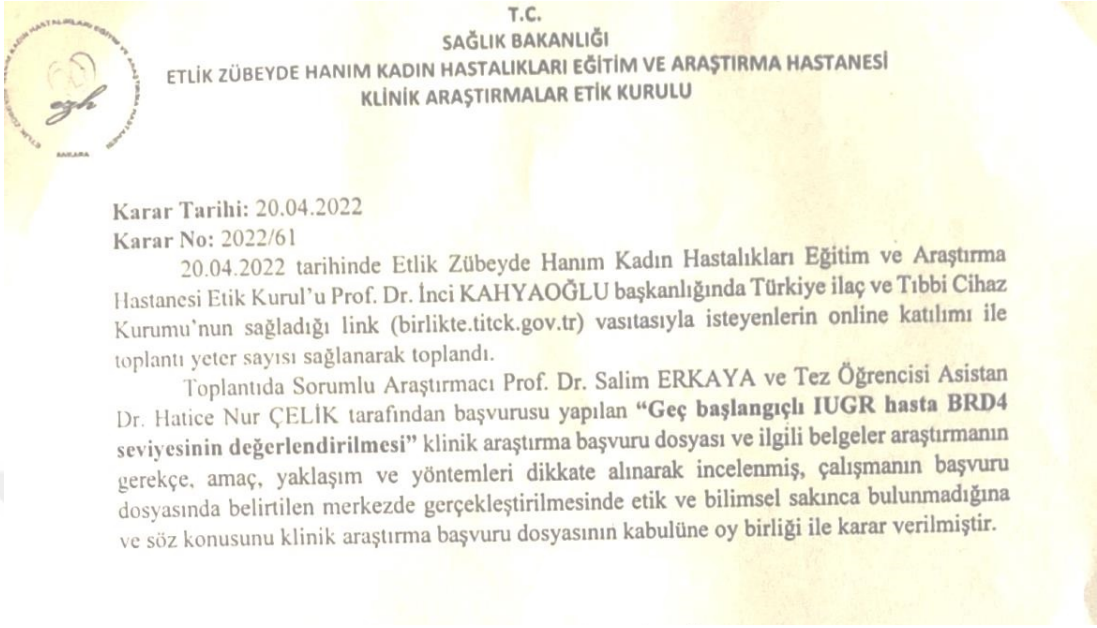 T.C.
SAĞLIK BAKANLIĞI
ETLİK ZÜBEYDE HANIM KADIN HASTALIKLARI EĞİTİM VE ARAŞTIRMA HASTANESİ
KLİNİK ARAŞTIRMALAR ETİK KURULU
ezh
ANKARA
Karar Tarihi: 20.04.2022
Karar No: 2022/61
20.04.2022 tarihinde Etlik Zübeyde Hanım Kadın Hastalıkları Eğitim ve Araştırma
Hastanesi Etik Kurul'u Prof. Dr. İnci KAHYAOĞLU başkanlığında Türkiye ilaç ve Tıbbi Cihaz
Kurumu'nun sağladığı link (birlikte.titck.gov.tr) vasıtasıyla isteyenlerin online katılımı ile
toplantı yeter sayısı sağlanarak toplandı.
Toplantıda Sorumlu Araştırmacı Prof. Dr. Salim ERKAYA ve Tez Öğrencisi Asistan
Dr. Hatice Nur ÇELİK tarafından başvurusu yapılan “Geç başlangıçlı IUGR hasta BRD4
seviyesinin değerlendirilmesi” klinik araştırma başvuru dosyası ve ilgili belgeler araştırmanın
gerekçe, amaç, yaklaşım ve yöntemleri dikkate alınarak incelenmiş, çalışmanın başvuru
dosyasında belirtilen merkezde gerçekleştirilmesinde etik ve bilimsel sakınca bulunmadığına
ve söz konusunu klinik araştırma başvuru dosyasının kabulüne oy birliği ile karar verilmiştir.